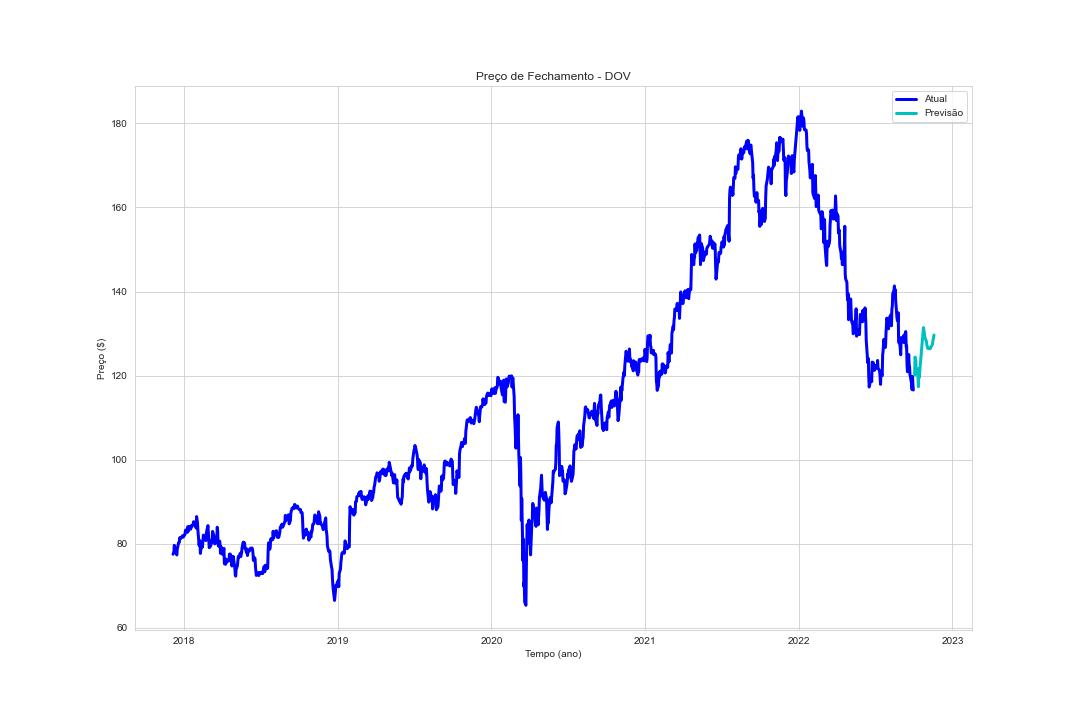 Preço de Fechamento - DOV
Atual
Previsão
180
160
140
120
100
80
60
Preço ($)
2018 2019 2020 2021 2022 2023
Tempo (ano)